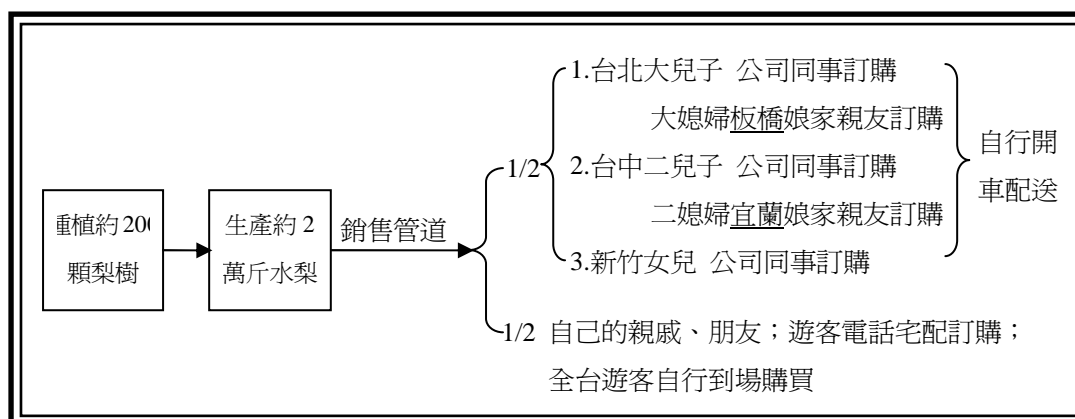 重植約 200
顆梨樹
生產約 2
萬斤水梨
銷售管道
1/2
1.台北大兒子 公司同事訂購
大媳婦板橋娘家親友訂購
2.台中二兒子 公司同事訂購
二媳婦宜蘭娘家親友訂購
3.新竹女兒 公司同事訂購
自行開
車配送
1/2 自己的親戚、朋友；遊客電話宅配訂購；
全台遊客自行到場購買